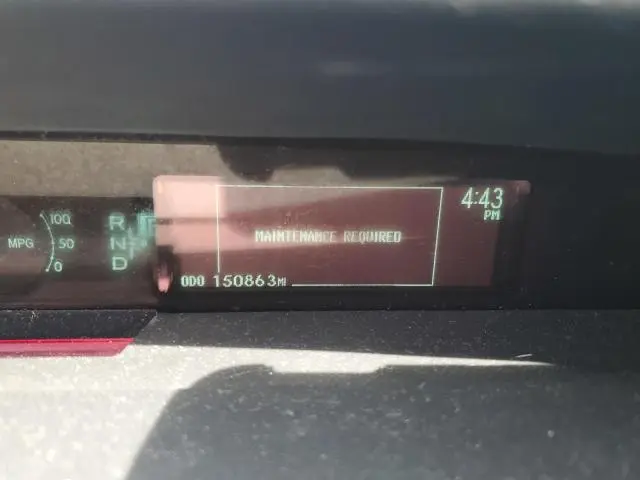 4:43
PM
100
MPG 50
0
R
N
D
MAINTENANCE REQUIRED
ODO 150863MI